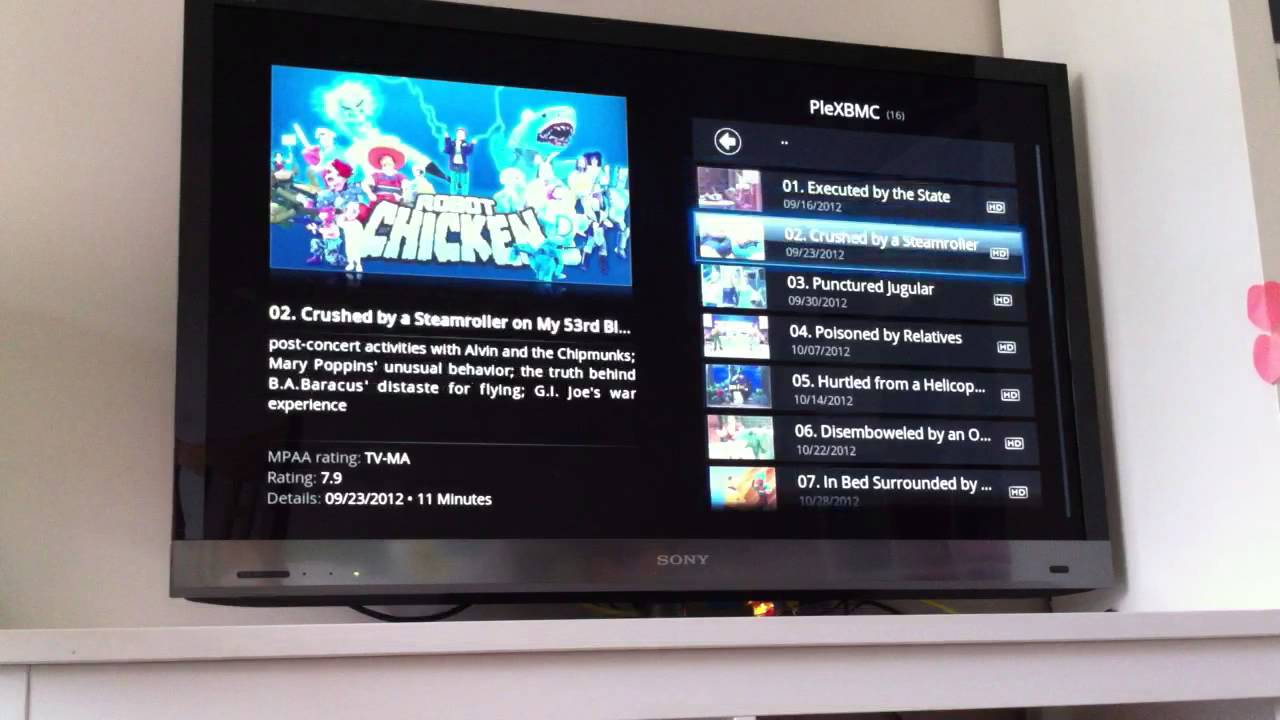 ROBOT
CHICKEN
02. Crushed by a Steamroller on My 53rd Bi...
post-concert activities with Alvin and the Chipmunks;
Mary Poppins' unusual behavior; the truth behind
B.A.Baracus' distaste for flying; G.I. Joe's war
experience
MPAA rating: TV-MA
Rating: 7.9
Details: 09/23/2012 • 11 Minutes
PleXBMC (16)
..
01. Executed by the State
09/16/2012
HD
02. Crushed by a Steamroller
09/23/2012
HD
03. Punctured Jugular
09/30/2012
HD
04. Poisoned by Relatives
10/07/2012
HD
05. Hurtled from a Helicop...
10/14/2012
HD
06. Disemboweled by an O...
10/22/2012
HD
07. In Bed Surrounded by ...
10/28/2012
HD
SONY